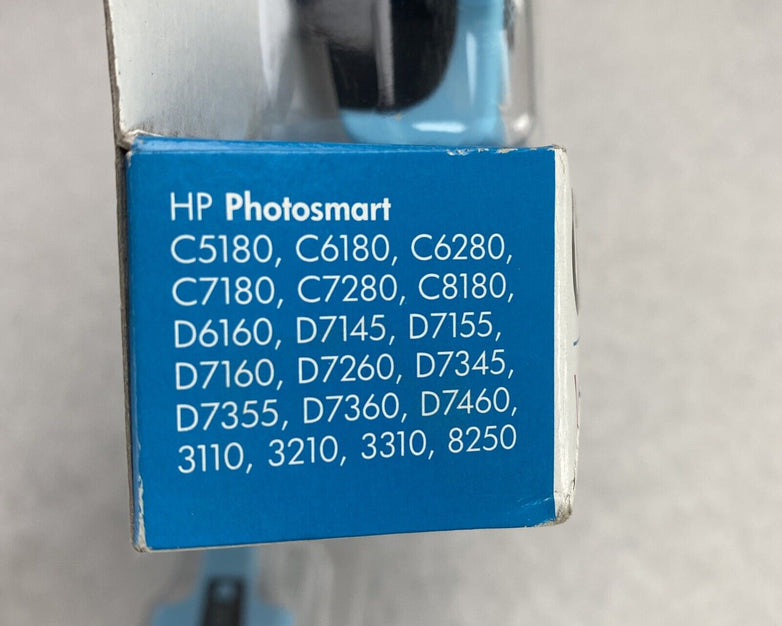 HP Photosmart
C5180, C6180, C6280,
C7180, C7280, C8180,
D6160, D7145, D7155,
D7160, D7260, D7345,
D7355, D7360, D7460,
3110, 3210, 3310, 8250